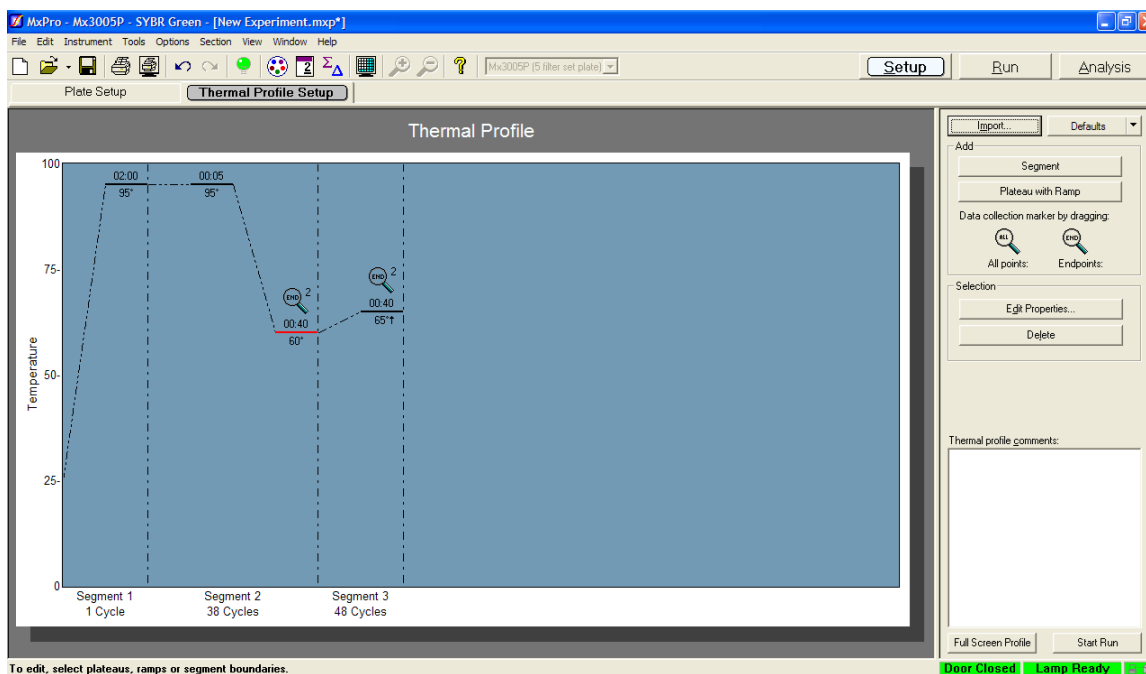 MxPro - Mx3005P - SYBR Green - [New Experiment.mxp*]
File Edit Instrument Tools Options Section View Window Help
Mx3005P (5 filter set plate)
Setup Run Analysis
Plate Setup Thermal Profile Setup
Thermal Profile
Import... Defaults
Add
Segment
Plateau with Ramp
Data collection marker by dragging:
ALL END
All points: Endpoints:
Selection
Edit Properties...
Delete
Thermal profile comments:
Full Screen Profile Start Run
Temperature
100
75-
50-
25-
0
02:00
95°
00:05
95°
END 2
00:40
60°
END 2
00:40
65°↑
Segment 1 Segment 2 Segment 3
1 Cycle 38 Cycles 48 Cycles
To edit, select plateaus, ramps or segment boundaries.
Door Closed Lamp Ready